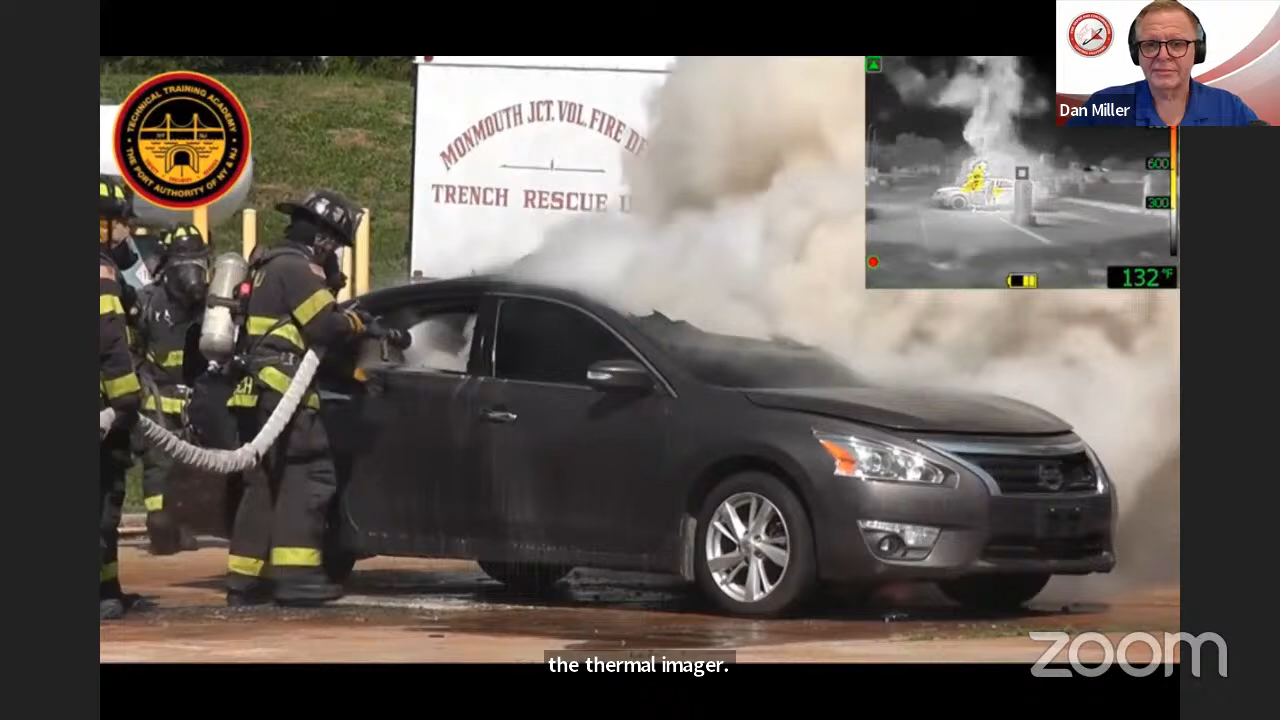 TECHNICAL TRAINING ACADEMY
THE PORT AUTHORITY OF NY & NJ
MONMOUTH JCT. VOL. FIRE DE
TRENCH RESCUE U
600
300
132°F
Dan Miller
the thermal imager.
zoom